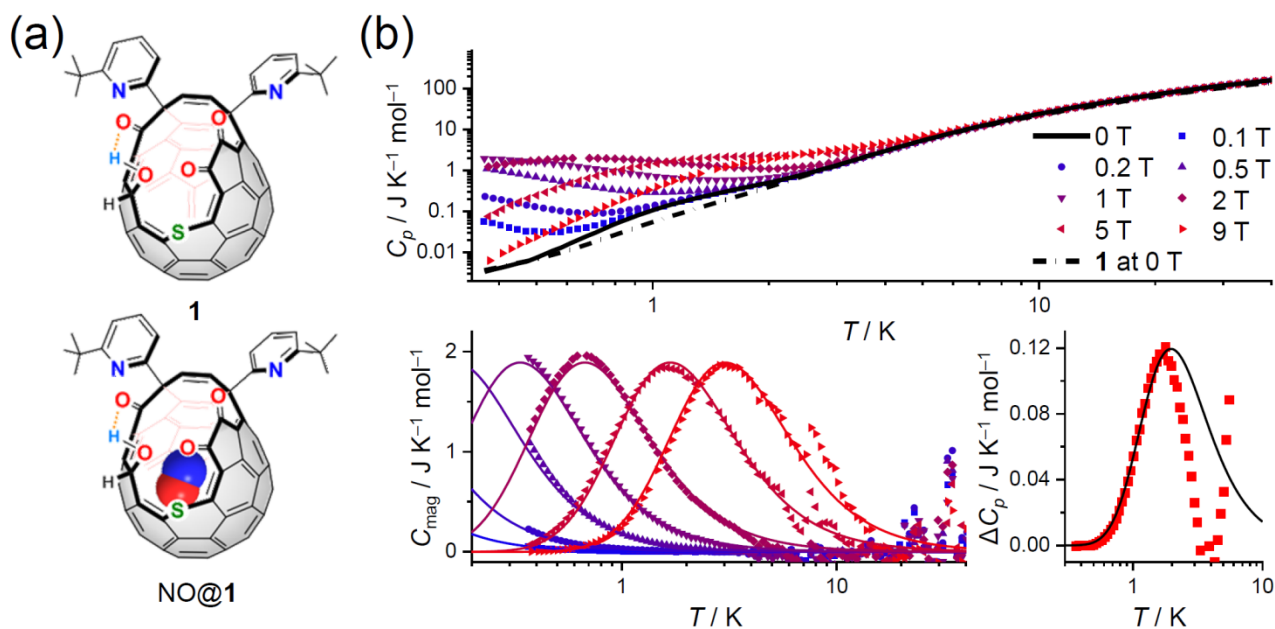 (a)
N
N
O
O
H
O
O
H
S
1
N
N
O
O
H
O
O
H
S
NO@1
(b)
C_p / J K⁻¹ mol⁻¹
100
10
1
0.1
0.01
0 T
0.1 T
0.2 T
0.5 T
1 T
2 T
5 T
9 T
1 at 0 T
1
10
T / K
C_mag / J K⁻¹ mol⁻¹
2
1
0
1
10
T / K
ΔC_p / J K⁻¹ mol⁻¹
0.12
0.08
0.04
0.00
1
10
T / K